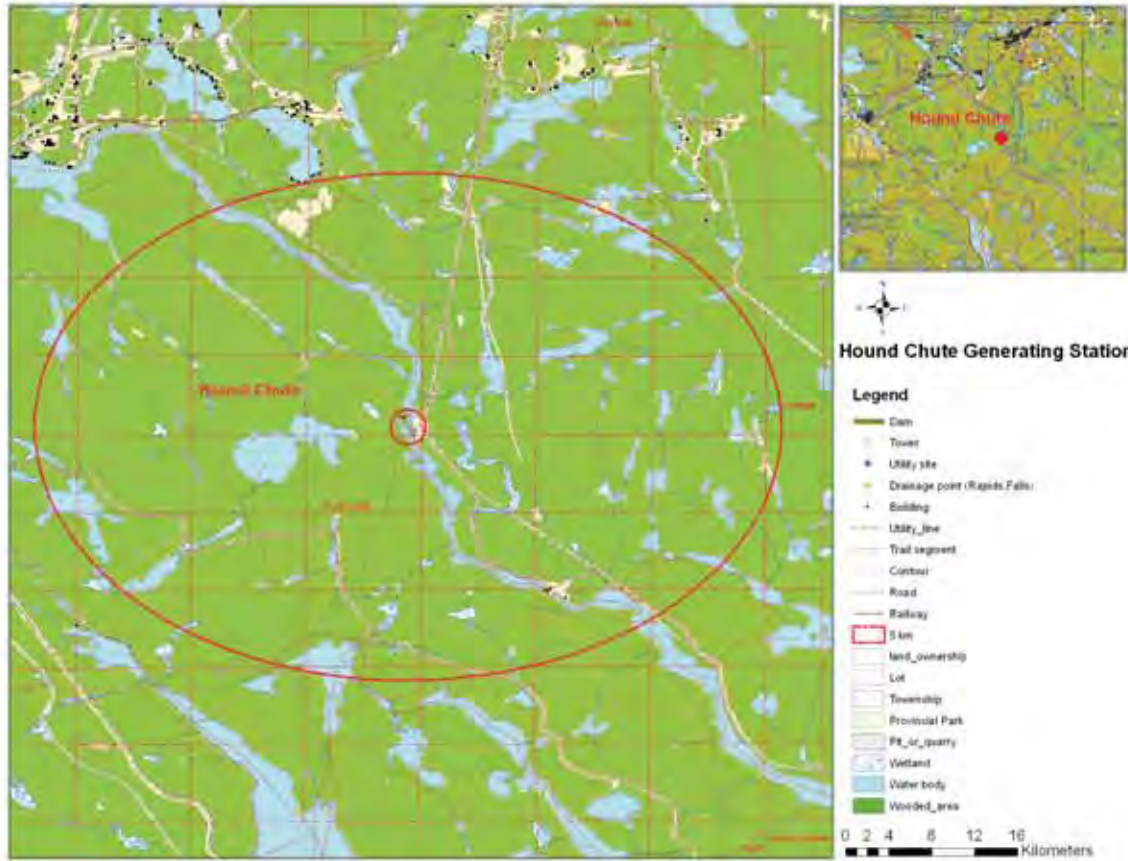 Hound Chute
Hound Chute
Hound Chute Generating Station
Legend
Dam
Tower
Utility site
Drainage point (Rapids,Falls)
Building
Utility_line
Trail segment
Contour
Road
Railway
5 km
land_ownership
Lot
Township
Provincial Park
Pit_or_quarry
Wetland
Water body
Wooded_area
0 2 4 8 12 16
Kilometers